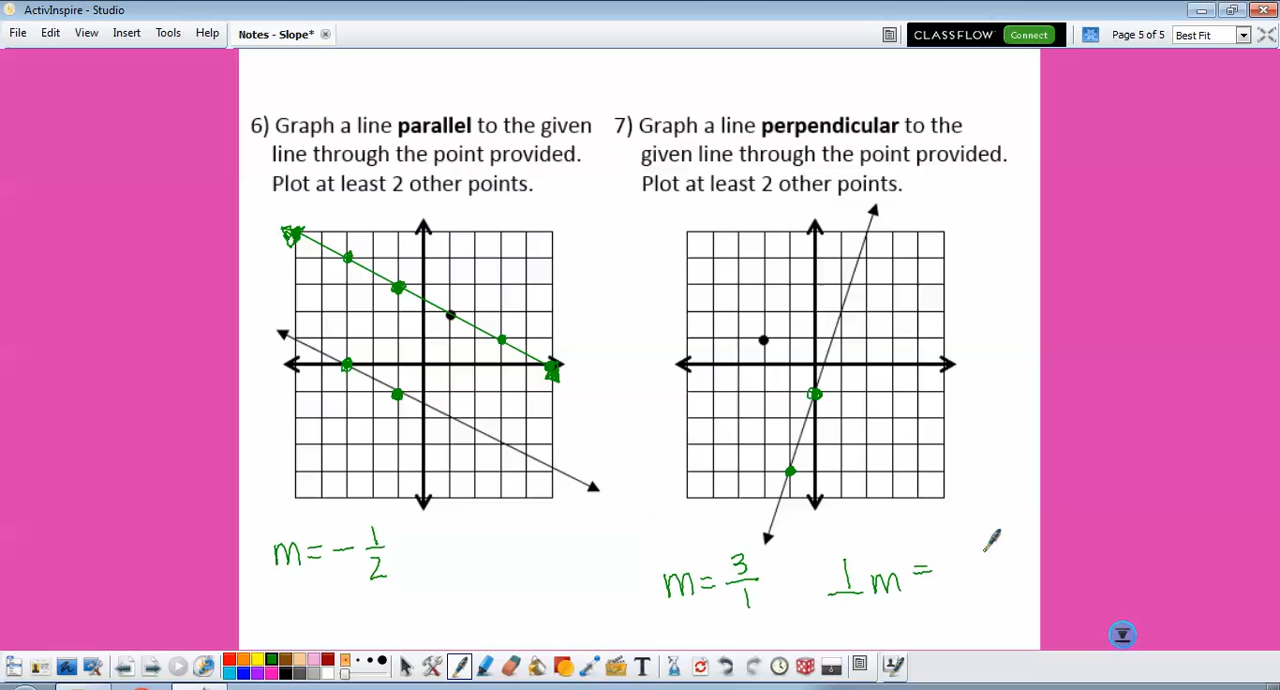 ActivInspire - Studio
File Edit View Insert Tools Help
Notes - Slope*
CLASSFLOW Connect
Page 5 of 5
Best Fit
6) Graph a line parallel to the given
line through the point provided.
Plot at least 2 other points.
7) Graph a line perpendicular to the
given line through the point provided.
Plot at least 2 other points.
m = - 1/2
m = 3/1
⊥m =
T